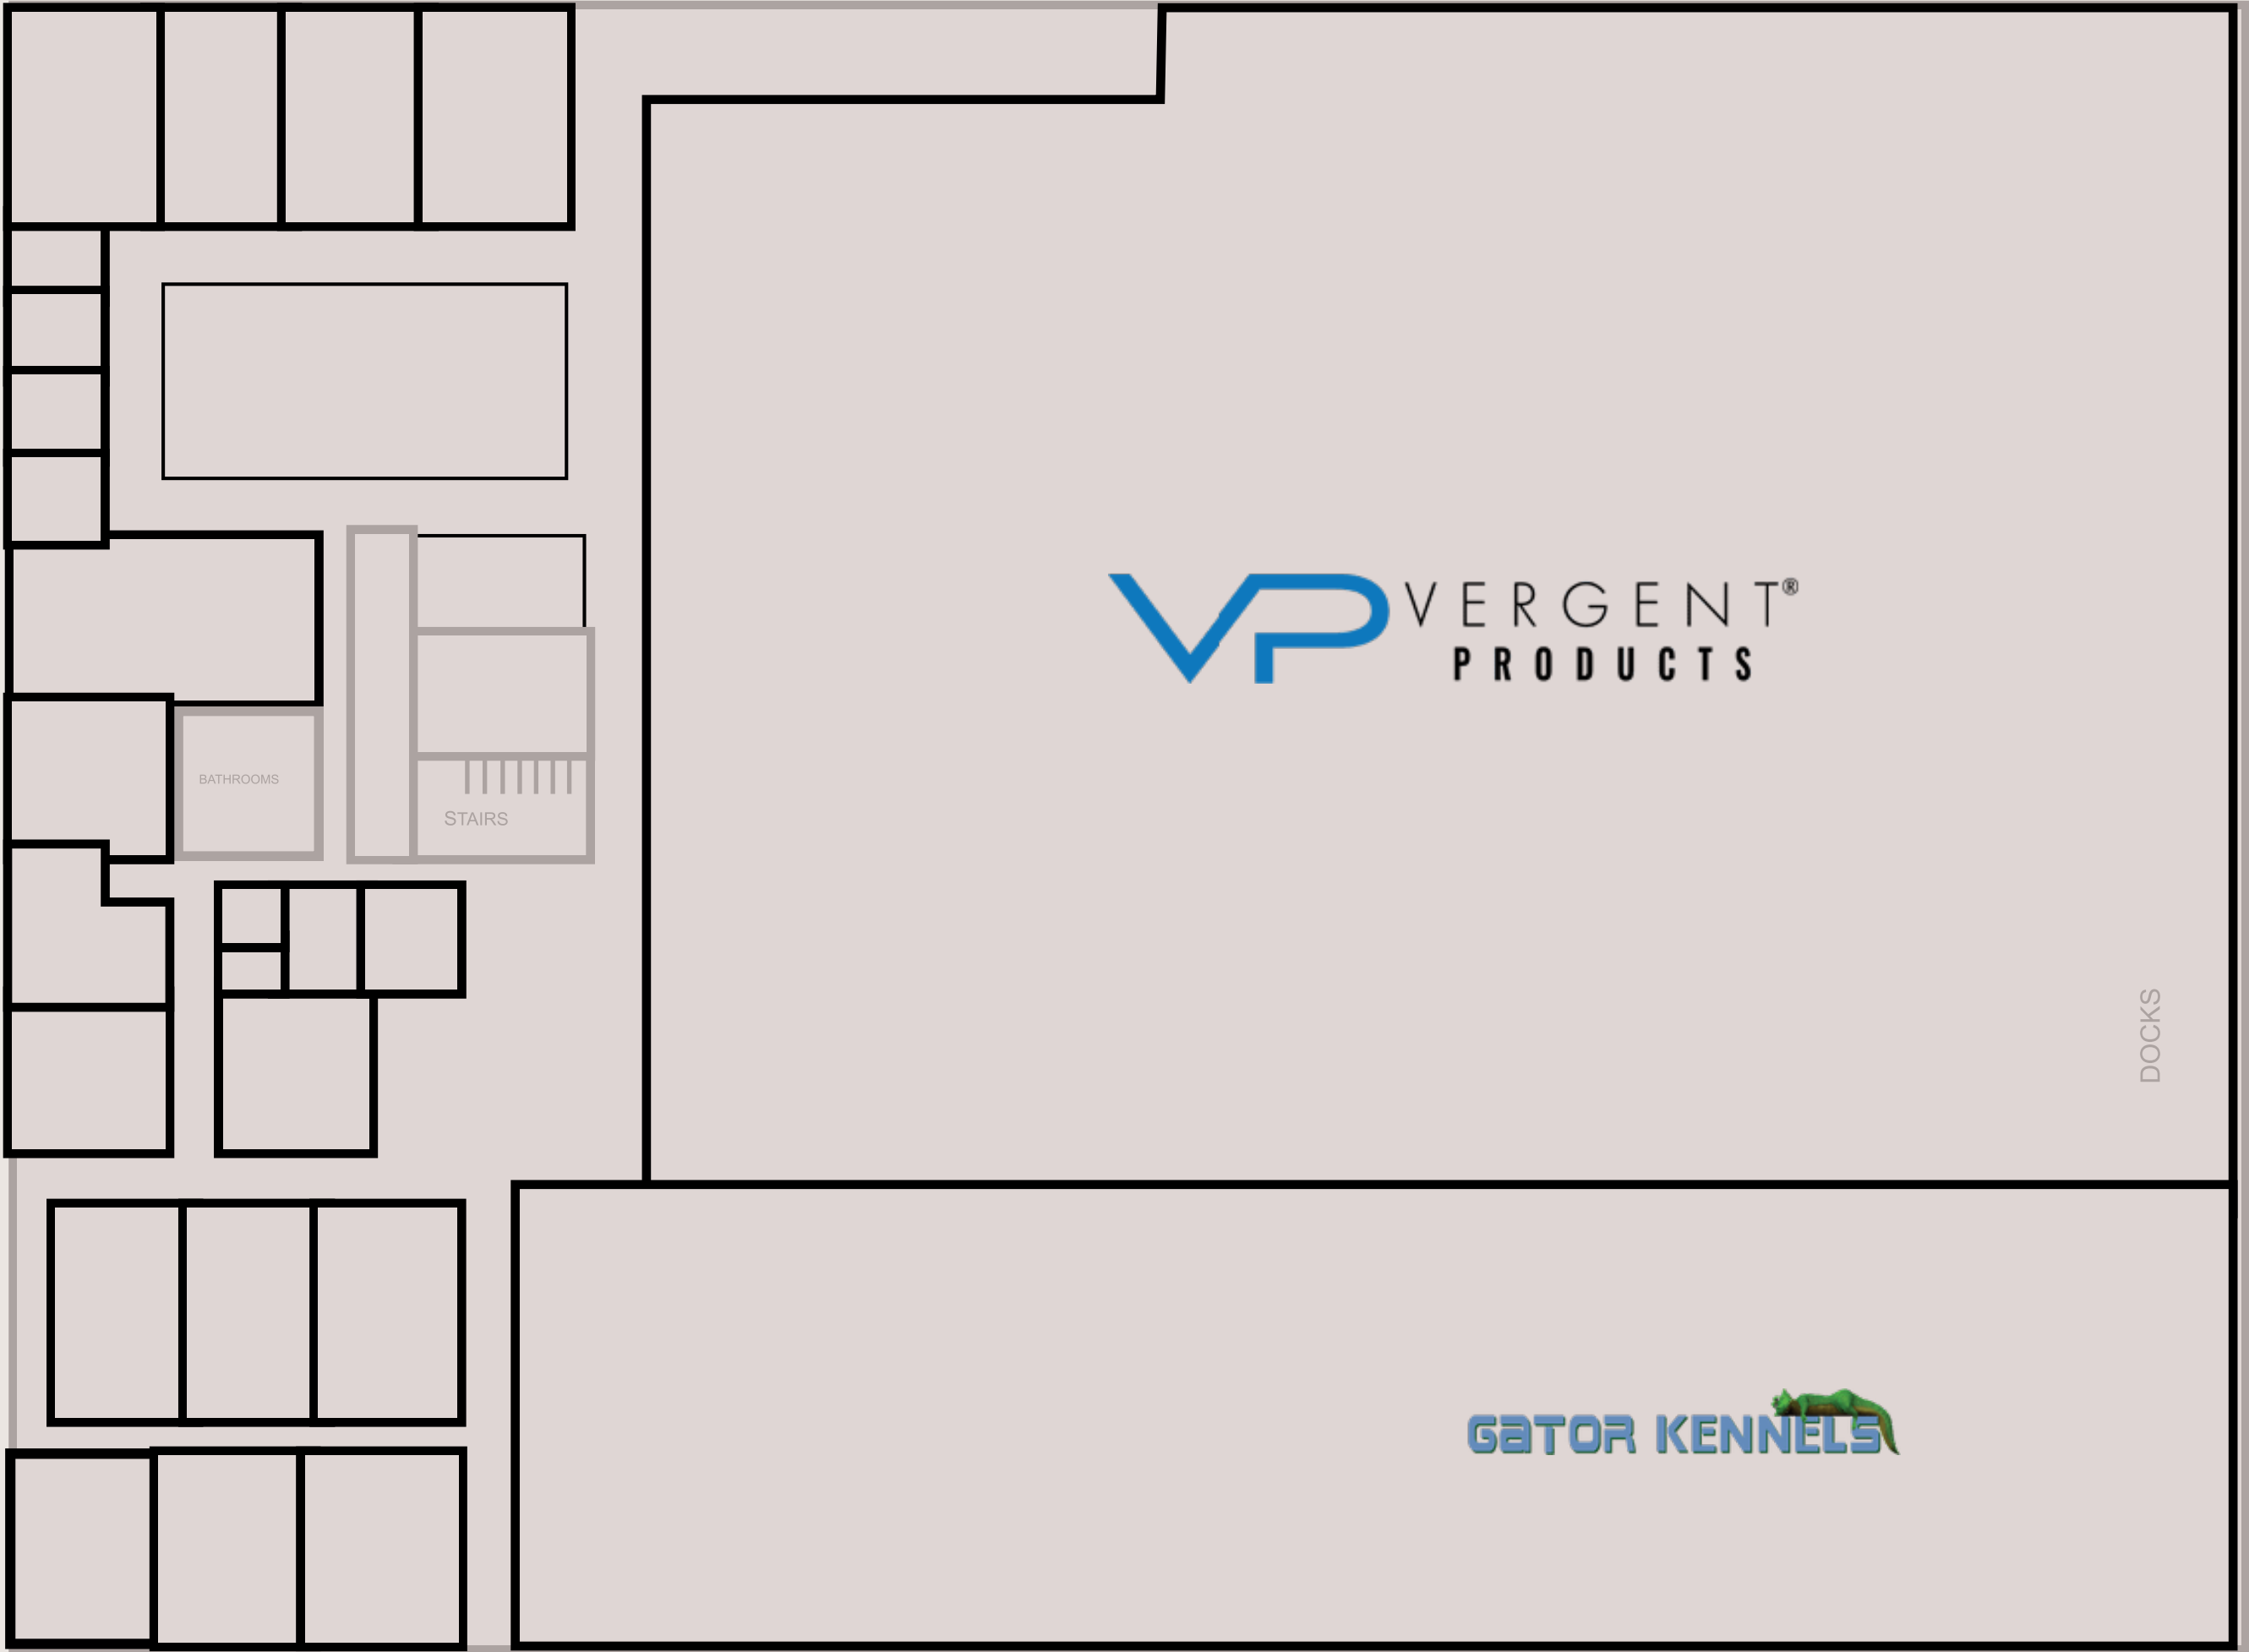 VP VERGENT®
PRODUCTS
BATHROOMS
STAIRS
DOCKS
GaTOR KENNELS